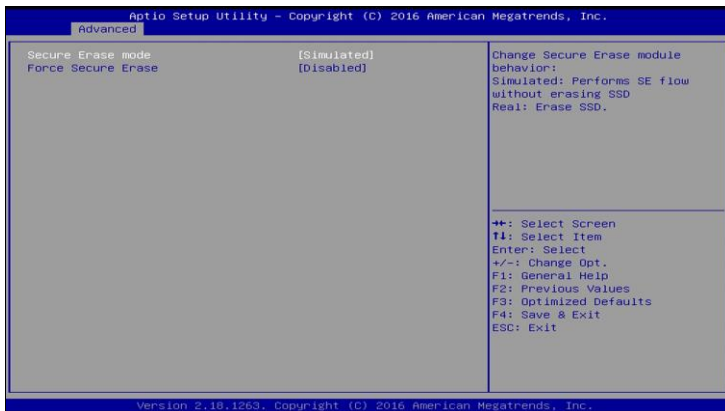 Aptio Setup Utility – Copyright (C) 2016 American Megatrends, Inc.
Advanced
Secure Erase mode [Simulated]
Force Secure Erase [Disabled]
Change Secure Erase module
behavior:
Simulated: Performs SE flow
without erasing SSD
Real: Erase SSD.
→←: Select Screen
↑↓: Select Item
Enter: Select
+/-: Change Opt.
F1: General Help
F2: Previous Values
F3: Optimized Defaults
F4: Save & Exit
ESC: Exit
Version 2.18.1263. Copyright (C) 2016 American Megatrends, Inc.